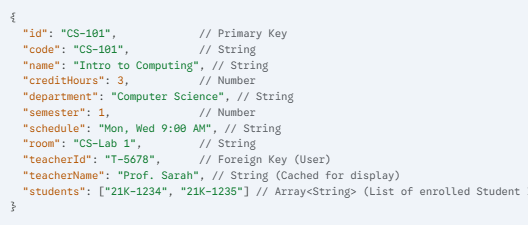 {
"id": "CS-101", // Primary Key
"code": "CS-101", // String
"name": "Intro to Computing", // String
"creditHours": 3, // Number
"department": "Computer Science", // String
"semester": 1, // Number
"schedule": "Mon, Wed 9:00 AM", // String
"room": "CS-Lab 1", // String
"teacherId": "T-5678", // Foreign Key (User)
"teacherName": "Prof. Sarah", // String (Cached for display)
"students": ["21K-1234", "21K-1235"] // Array<String> (List of enrolled Student
}